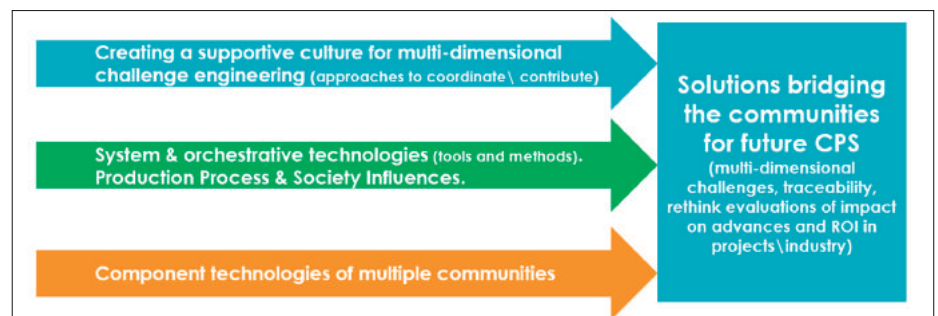 Creating a supportive culture for multi-dimensional
challenge engineering (approaches to coordinate\ contribute)
System & orchestrative technologies (tools and methods).
Production Process & Society Influences.
Component technologies of multiple communities
Solutions bridging
the communities
for future CPS
(multi-dimensional
challenges, traceability,
rethink evaluations of impact
on advances and ROI in
projects\industry)